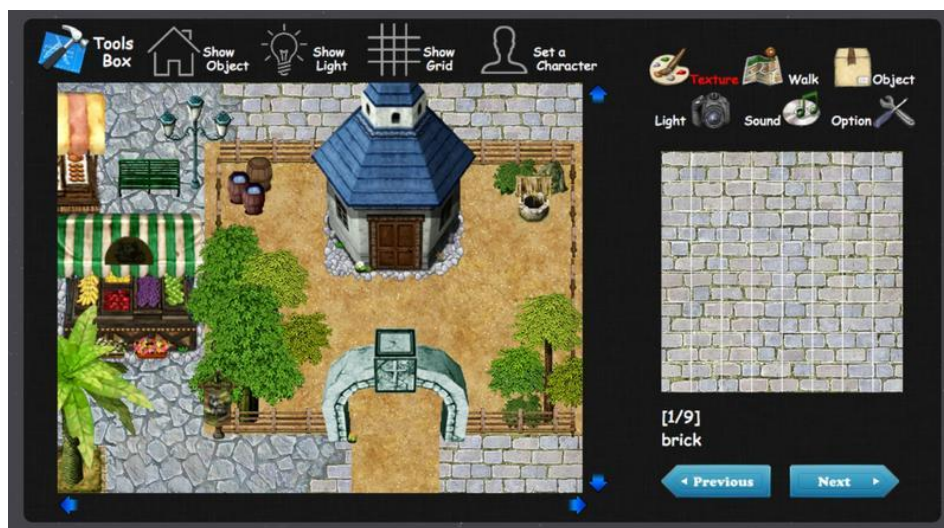 Tools
Box
Show
Object
Show
Light
Show
Grid
Set a
Character
Texture
Walk
Object
Light
Sound
Option
[1/9]
brick
Previous
Next